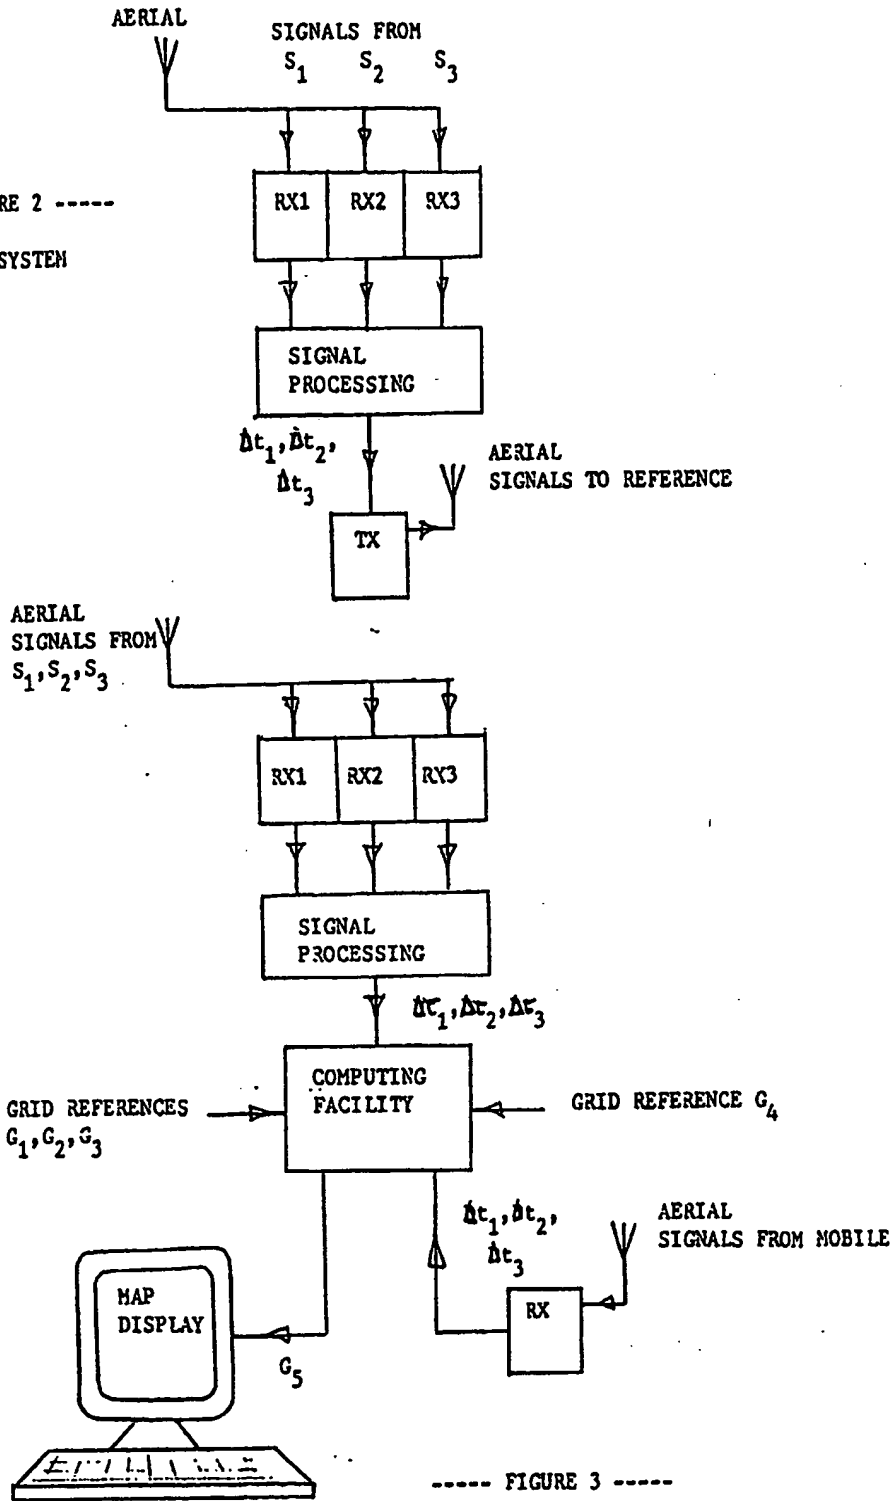 AERIAL
SIGNALS FROM
S1 S2 S3
RE 2 -----
SYSTEM
RX1 RX2 RX3
SIGNAL
PROCESSING
Δt1,Δt2,
Δt3
AERIAL
SIGNALS TO REFERENCE
TX
AERIAL
SIGNALS FROM
S1,S2,S3
RX1 RX2 RX3
SIGNAL
PROCESSING
Δτ1,Δτ2,Δτ3
COMPUTING
FACILITY
GRID REFERENCES
G1,G2,G3
GRID REFERENCE G4
Δt1,Δt2,
Δt3
AERIAL
SIGNALS FROM MOBILE
RX
MAP
DISPLAY
G5
----- FIGURE 3 -----